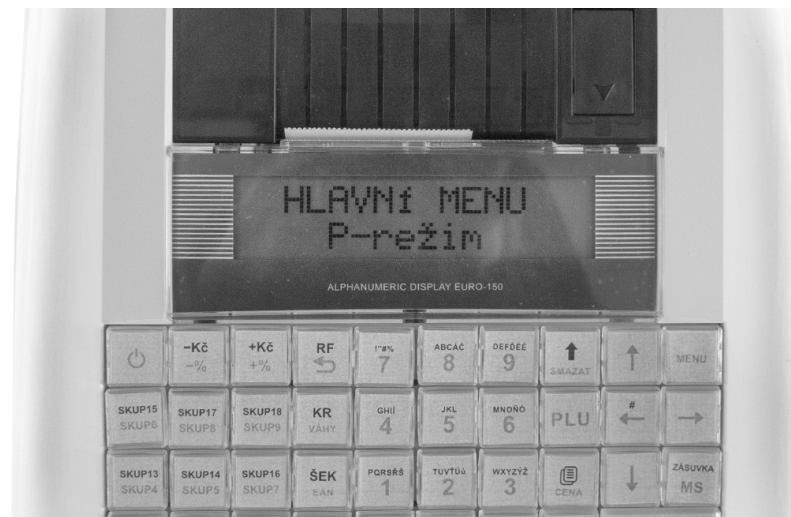 HLAVNÍ MENU
P-režim
ALPHANUMERIC DISPLAY EURO-150
-Kč +Kč RF !"#% ABCÁČ DEFĎÉĚ
-% +% 7 8 9 SMAZAT MENU
SKUP15 SKUP17 SKUP18 KR GHIÍ JKL MNOŇÓ PLU #
SKUP6 SKUP8 SKUP9 VÁHY 4 5 6
SKUP13 SKUP14 SKUP16 ŠEK PQRSŘŠ TUVŤÚŮ WXYZÝŽ ZÁSUVKA
SKUP4 SKUP5 SKUP7 EAN 1 2 3 CENA MS